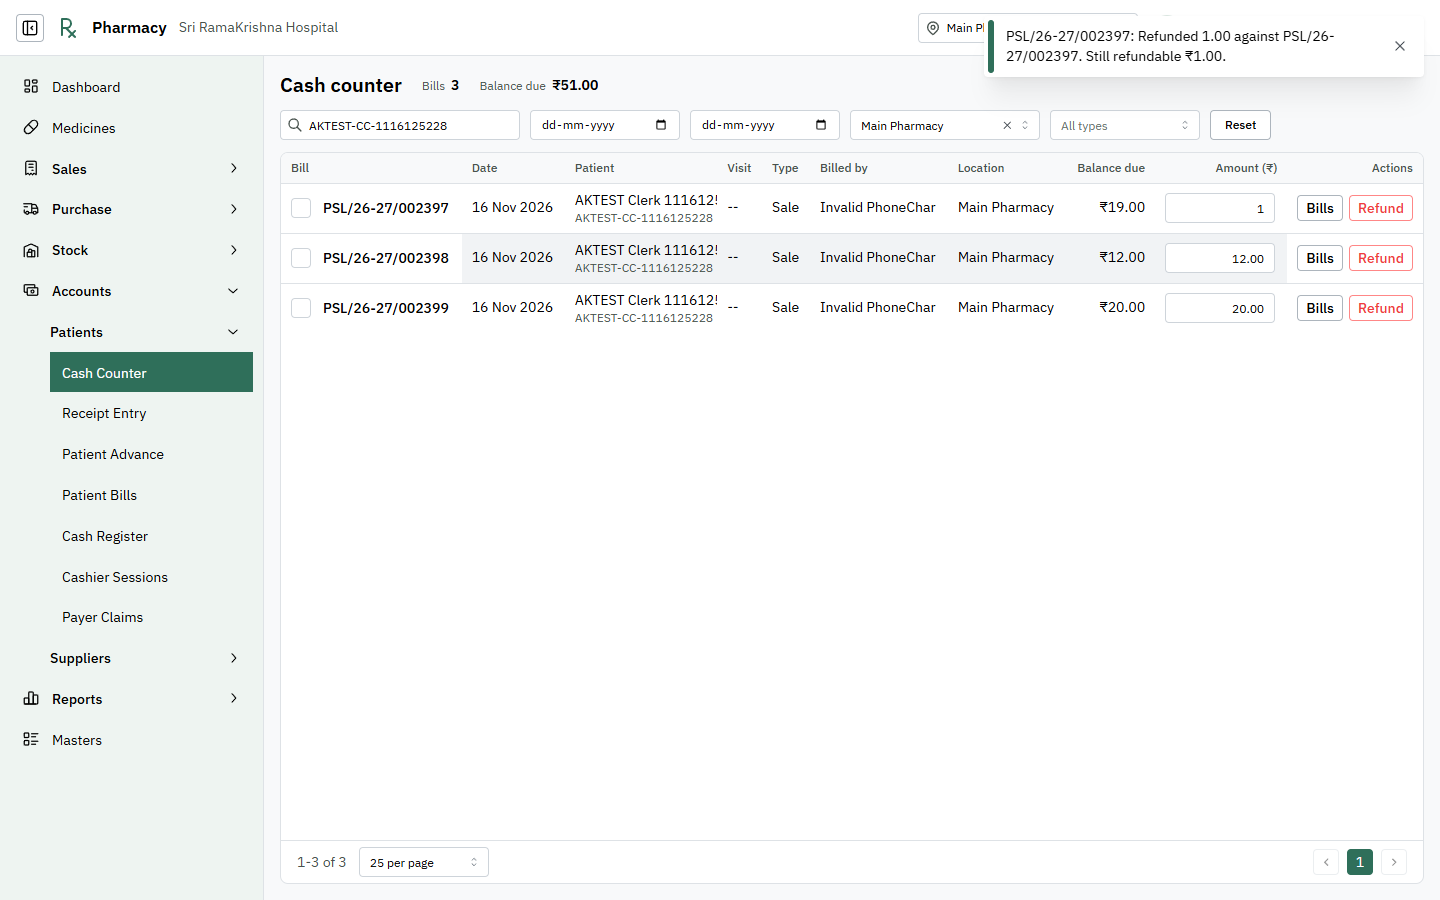 Pharmacy Sri RamaKrishna Hospital
PSL/26-27/002397: Refunded 1.00 against PSL/26-
27/002397. Still refundable ₹1.00.
Dashboard
Medicines
Sales
Purchase
Stock
Accounts
Patients
Cash Counter
Receipt Entry
Patient Advance
Patient Bills
Cash Register
Cashier Sessions
Payer Claims
Suppliers
Reports
Masters
Cash counter Bills 3 Balance due ₹51.00
AKTEST-CC-1116125228 dd-mm-yyyy dd-mm-yyyy Main Pharmacy All types Reset
Bill Date Patient Visit Type Billed by Location Balance due Amount (₹) Actions
PSL/26-27/002397 16 Nov 2026 AKTEST Clerk 111612 -- Sale Invalid PhoneChar Main Pharmacy ₹19.00 1 Bills Refund
AKTEST-CC-1116125228
PSL/26-27/002398 16 Nov 2026 AKTEST Clerk 111612 -- Sale Invalid PhoneChar Main Pharmacy ₹12.00 12.00 Bills Refund
AKTEST-CC-1116125228
PSL/26-27/002399 16 Nov 2026 AKTEST Clerk 111612 -- Sale Invalid PhoneChar Main Pharmacy ₹20.00 20.00 Bills Refund
AKTEST-CC-1116125228
1-3 of 3 25 per page 1